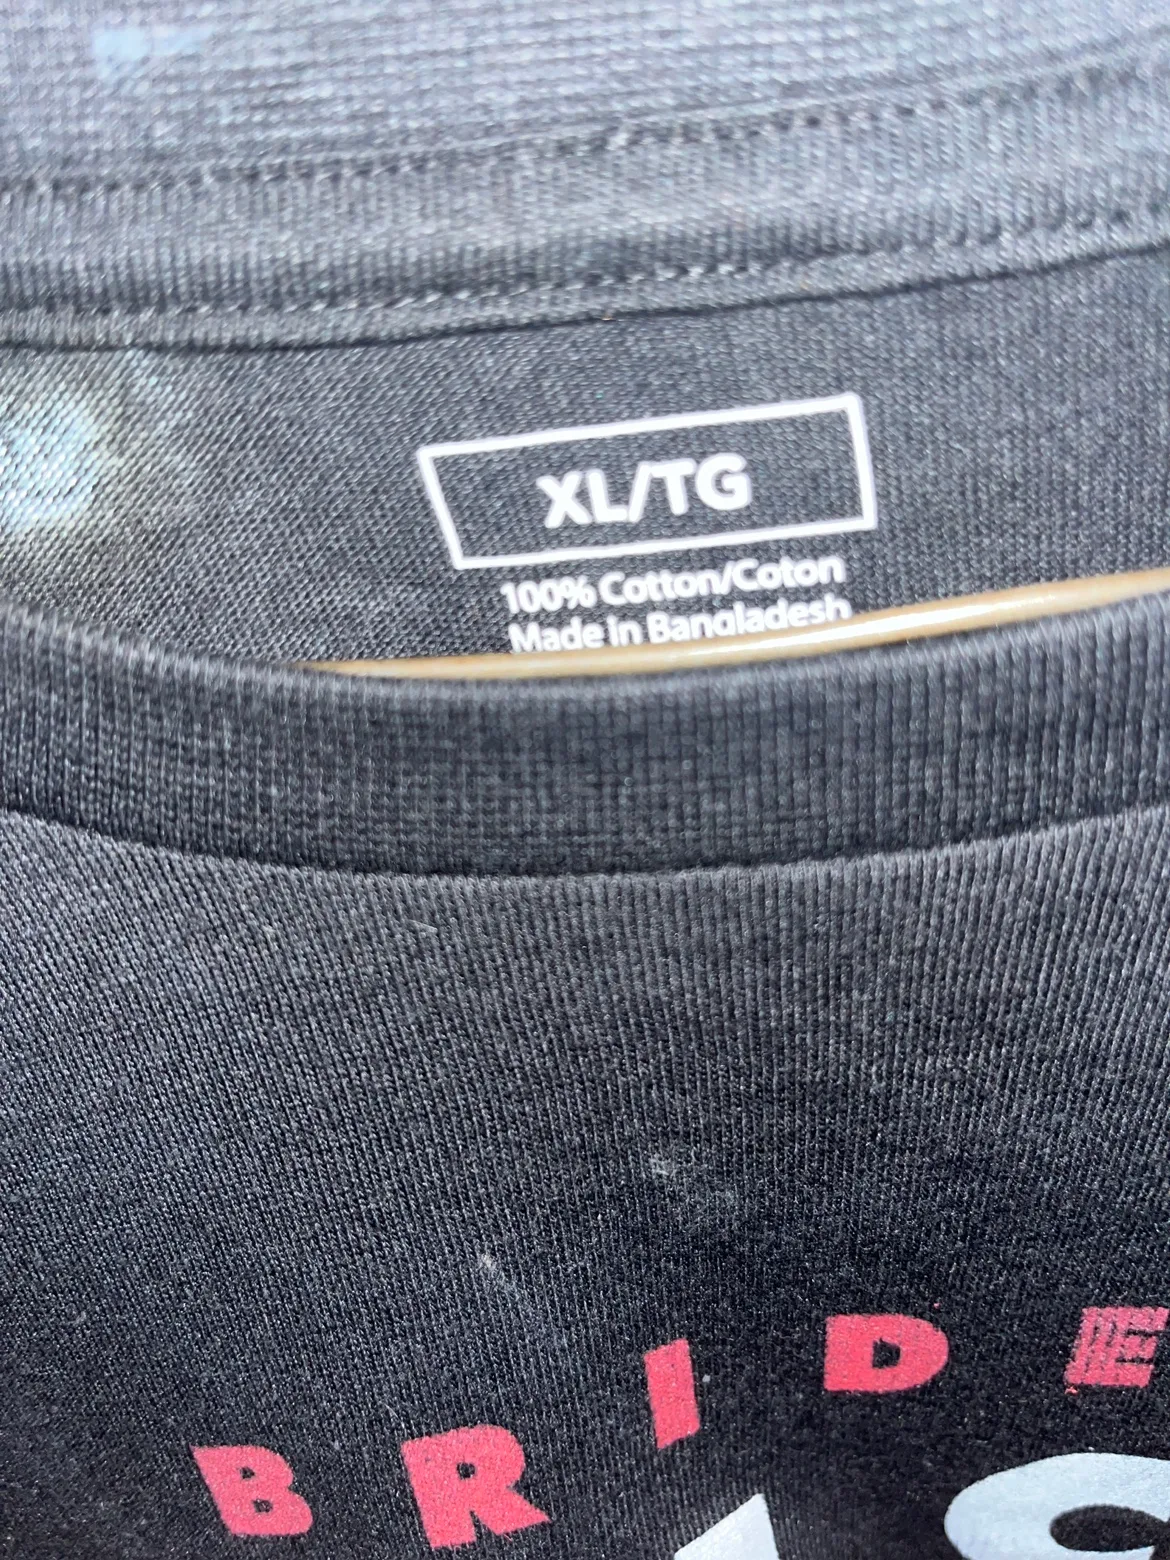 XL/TG
100% Cotton/Coton
Made In Bangladesh
BRIDE